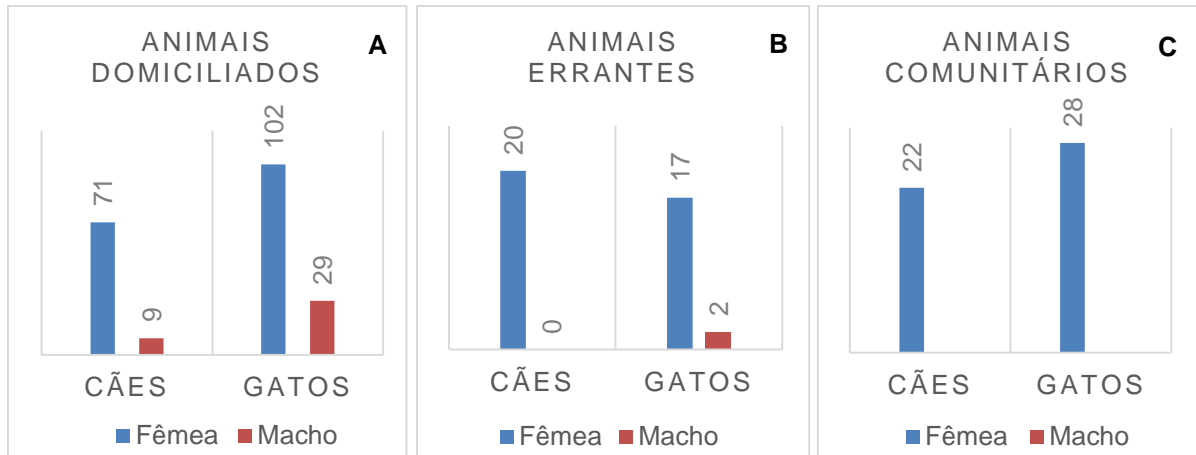 ANIMAIS
DOMICILIADOS
A
71
9
102
29
CÃES
GATOS
Fêmea
Macho
ANIMAIS
ERRANTES
B
20
0
17
2
CÃES
GATOS
Fêmea
Macho
ANIMAIS
COMUNITÁRIOS
C
22
28
CÃES
GATOS
Fêmea
Macho